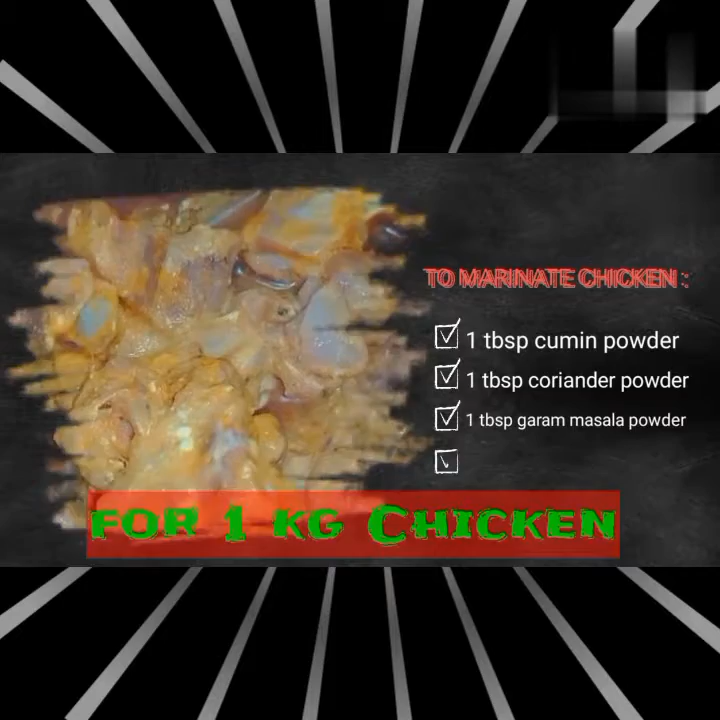 TO MARINATE CHICKEN :
1 tbsp cumin powder
1 tbsp coriander powder
1 tbsp garam masala powder
FOR 1 KG CHICKEN